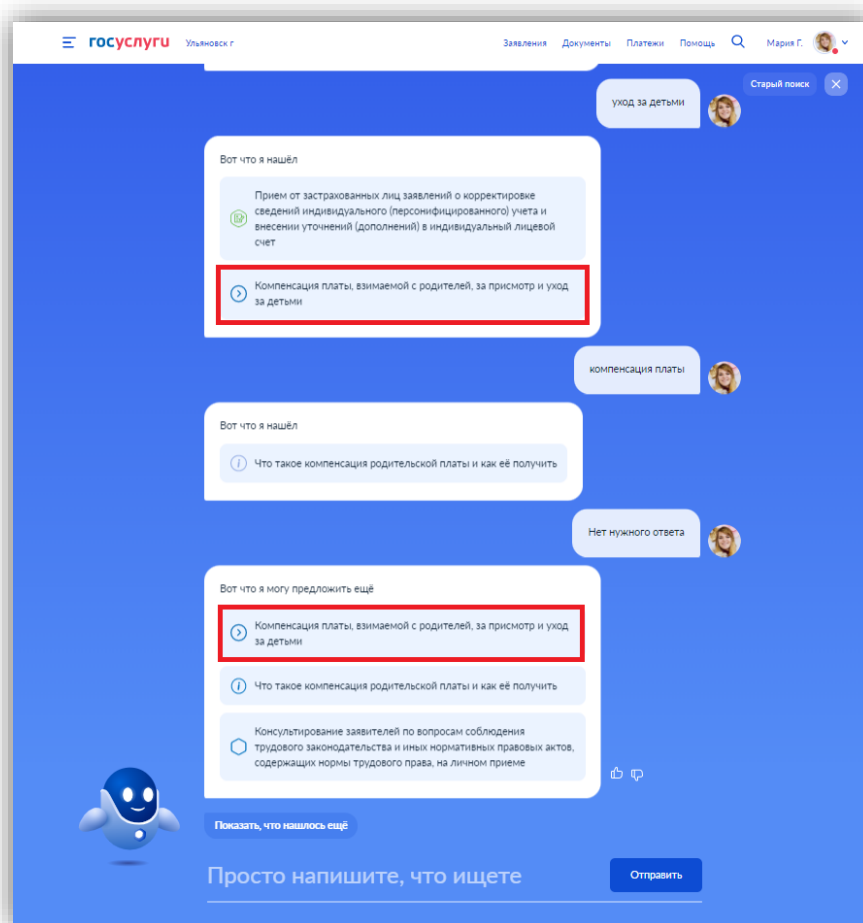 госуслуги Ульяновск г Заявления Документы Платежи Помощь Мария Г.
Старый поиск
уход за детьми
Вот что я нашёл
Прием от застрахованных лиц заявлений о корректировке
сведений индивидуального (персонифицированного) учета и
внесении уточнений (дополнений) в индивидуальный лицевой
счет
Компенсация платы, взимаемой с родителей, за присмотр и уход
за детьми
компенсация платы
Вот что я нашёл
Что такое компенсация родительской платы и как её получить
Нет нужного ответа
Вот что я могу предложить ещё
Компенсация платы, взимаемой с родителей, за присмотр и уход
за детьми
Что такое компенсация родительской платы и как её получить
Консультирование заявителей по вопросам соблюдения
трудового законодательства и иных нормативных правовых актов,
содержащих нормы трудового права, на личном приеме
Показать, что нашлось ещё
Просто напишите, что ищете
Отправить